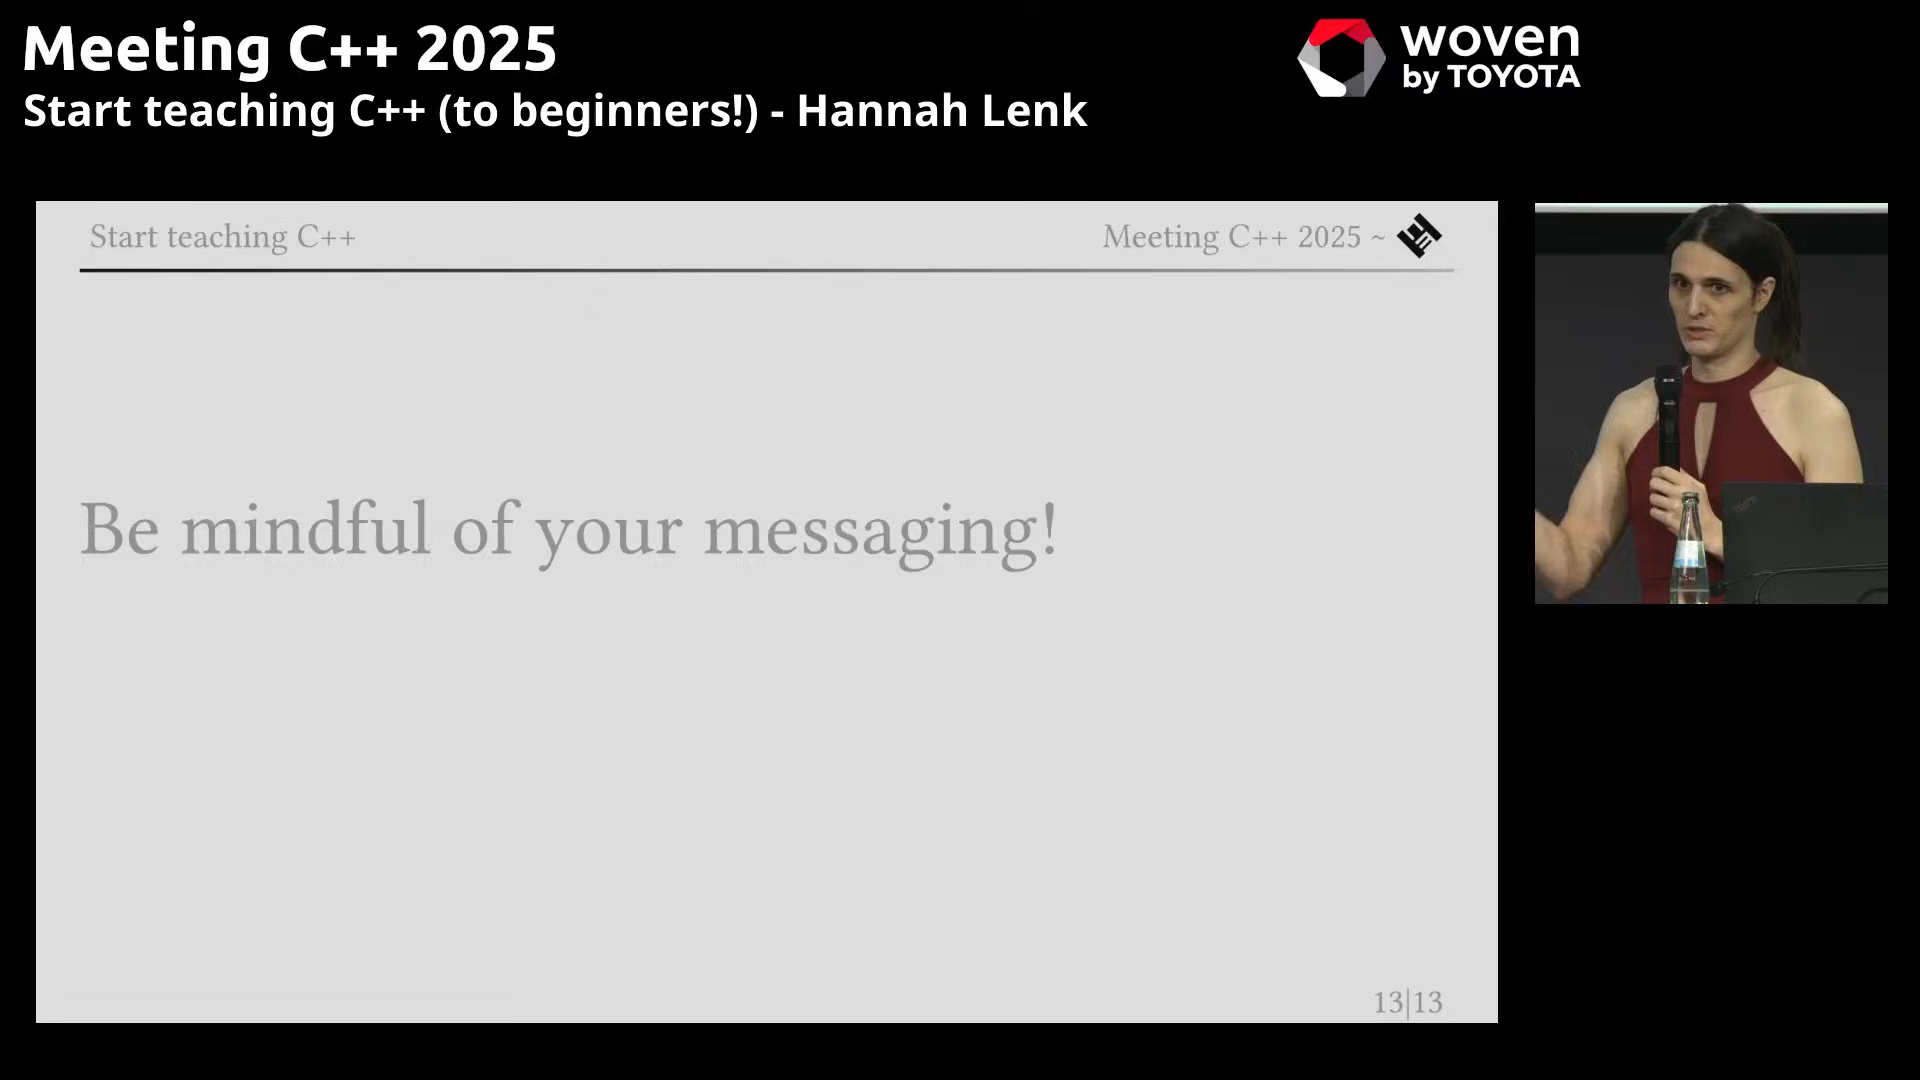 Meeting C++ 2025
Start teaching C++ (to beginners!) - Hannah Lenk
woven
by TOYOTA
Start teaching C++
Meeting C++ 2025 ~
Be mindful of your messaging!
13|13